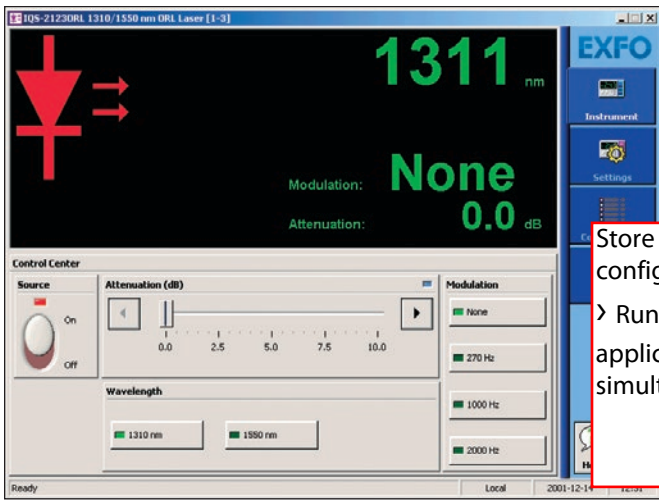 IQS-2123ORL 1310/1550 nm ORL Laser [1-3]
EXFO
1311 nm
Instrument
Settings
Modulation: None
Attenuation: 0.0 dB
Store
config
› Run
applic
simult
Control Center
Source
On
Off
Attenuation (dB)
0.0 2.5 5.0 7.5 10.0
Modulation
None
270 Hz
1000 Hz
2000 Hz
Wavelength
1310 nm 1550 nm
Ready Local 2001-12-14 12:51